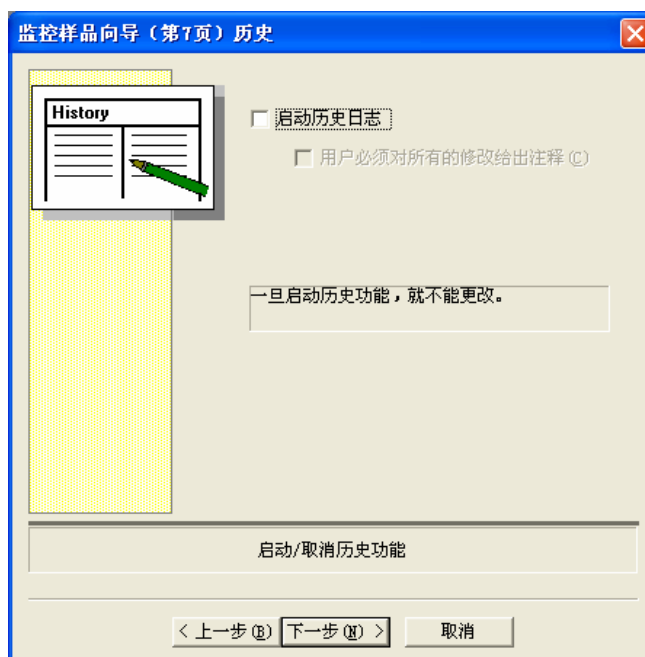 监控样品向导（第7页）历史
History
启动历史日志
用户必须对所有的修改给出注释(C)
一旦启动历史功能，就不能更改。
启动/取消历史功能
< 上一步(B) 下一步(N) > 取消